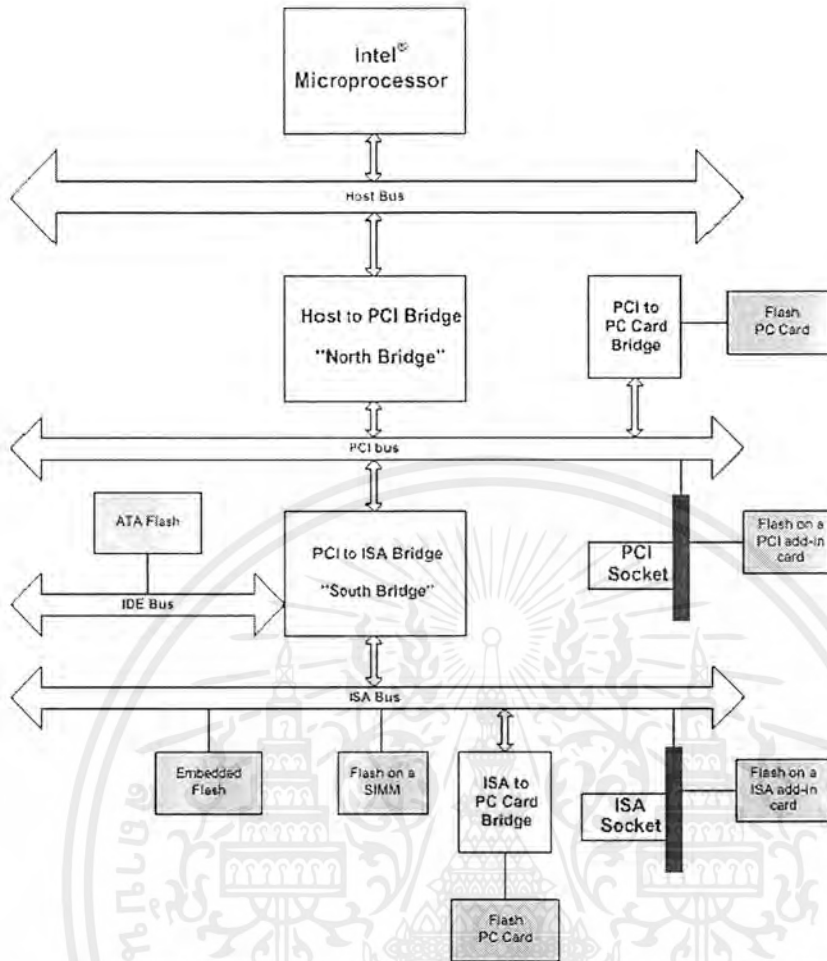 Intel®
Microprocessor
Host Bus
Host to PCI Bridge
"North Bridge"
PCI to
PC Card
Bridge
Flash
PC Card
PCI bus
ATA Flash
PCI to ISA Bridge
"South Bridge"
PCI
Socket
Flash on a
PCI add-in
card
IDE Bus
ISA Bus
Embedded
Flash
Flash on a
SIMM
ISA to
PC Card
Bridge
ISA
Socket
Flash on a
ISA add-in
card
Flash
PC Card